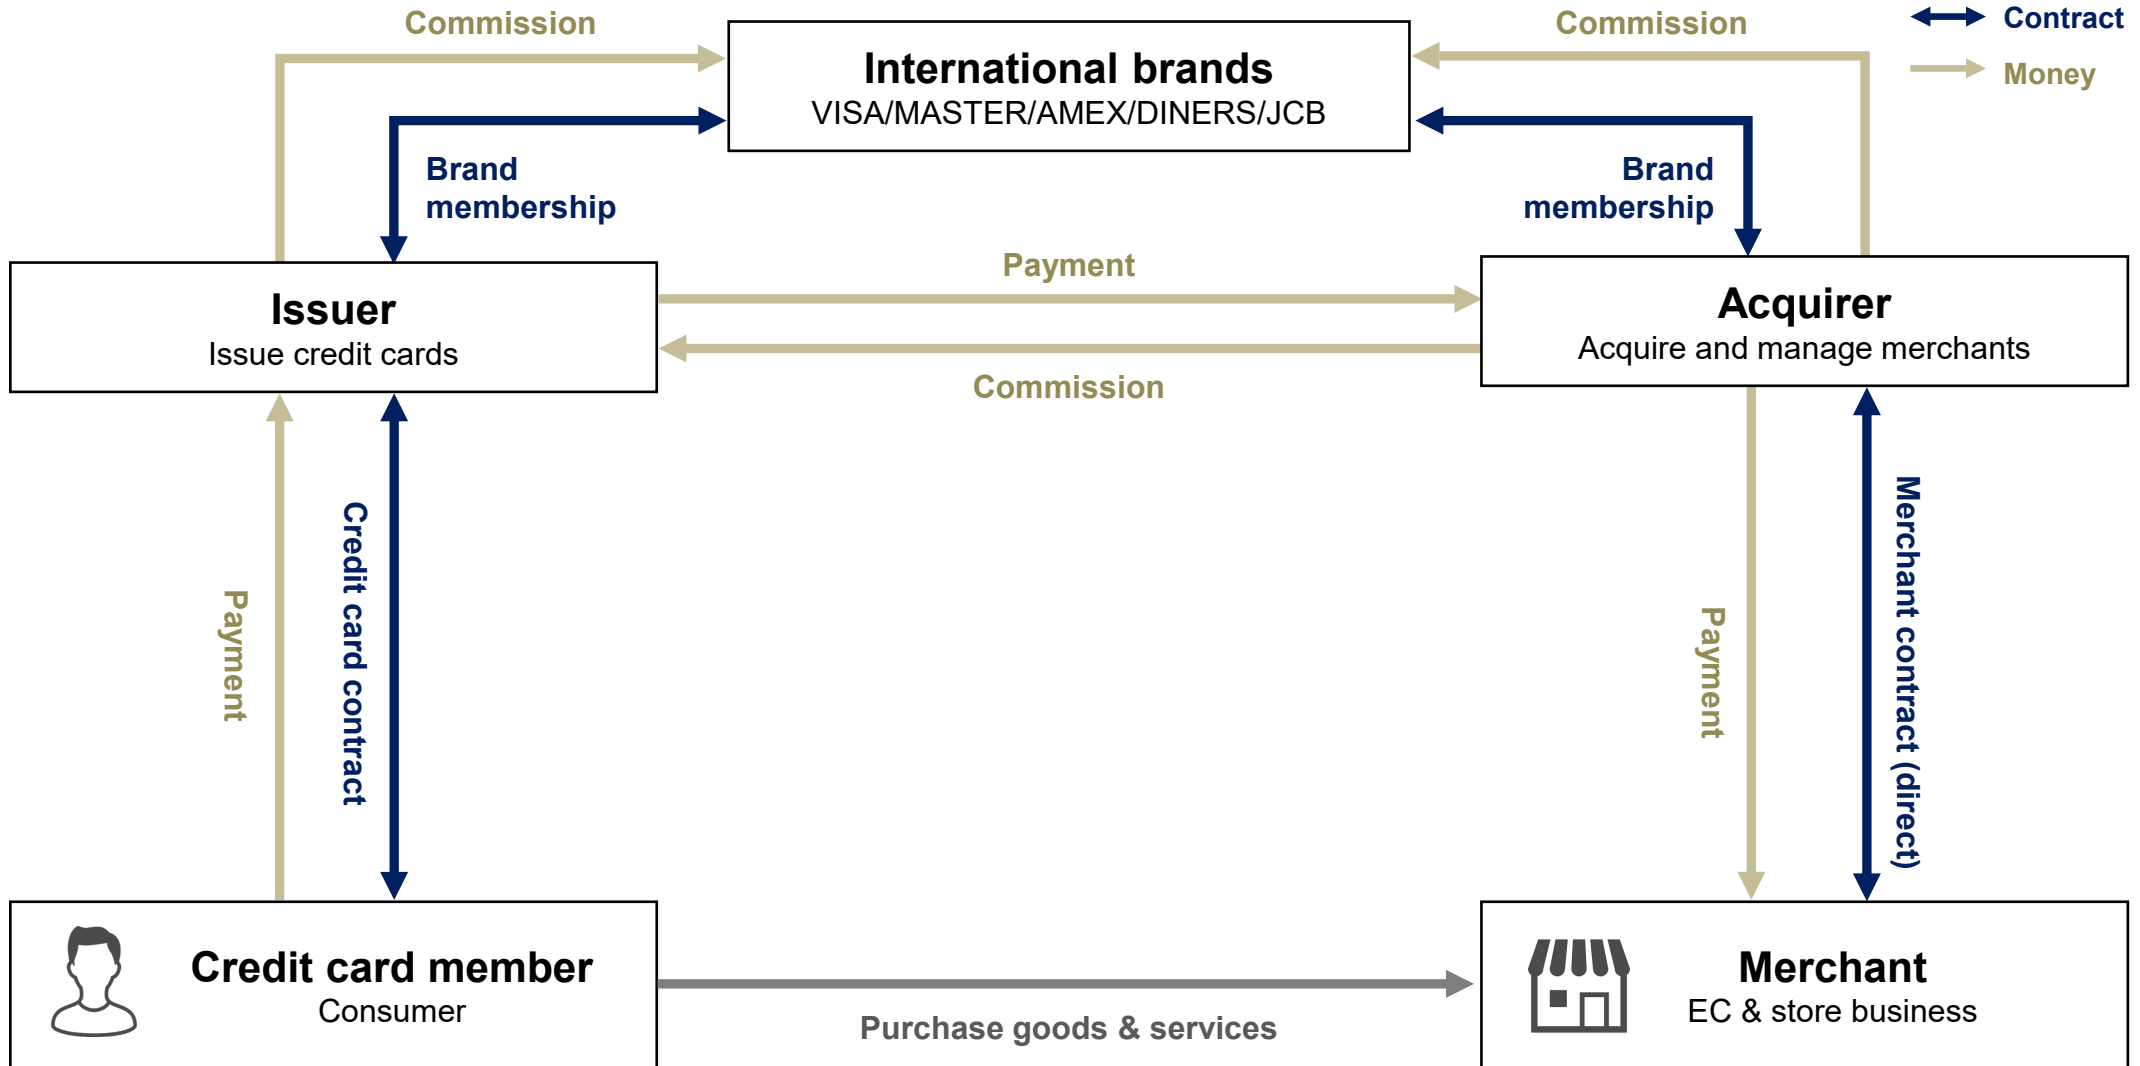 Commission
Commission
Contract
Money
International brands
VISA/MASTER/AMEX/DINERS/JCB
Brand
membership
Brand
membership
Payment
Issuer
Issue credit cards
Acquirer
Acquire and manage merchants
Commission
Payment
Credit card contract
Payment
Merchant contract (direct)
Credit card member
Consumer
Purchase goods & services
Merchant
EC & store business